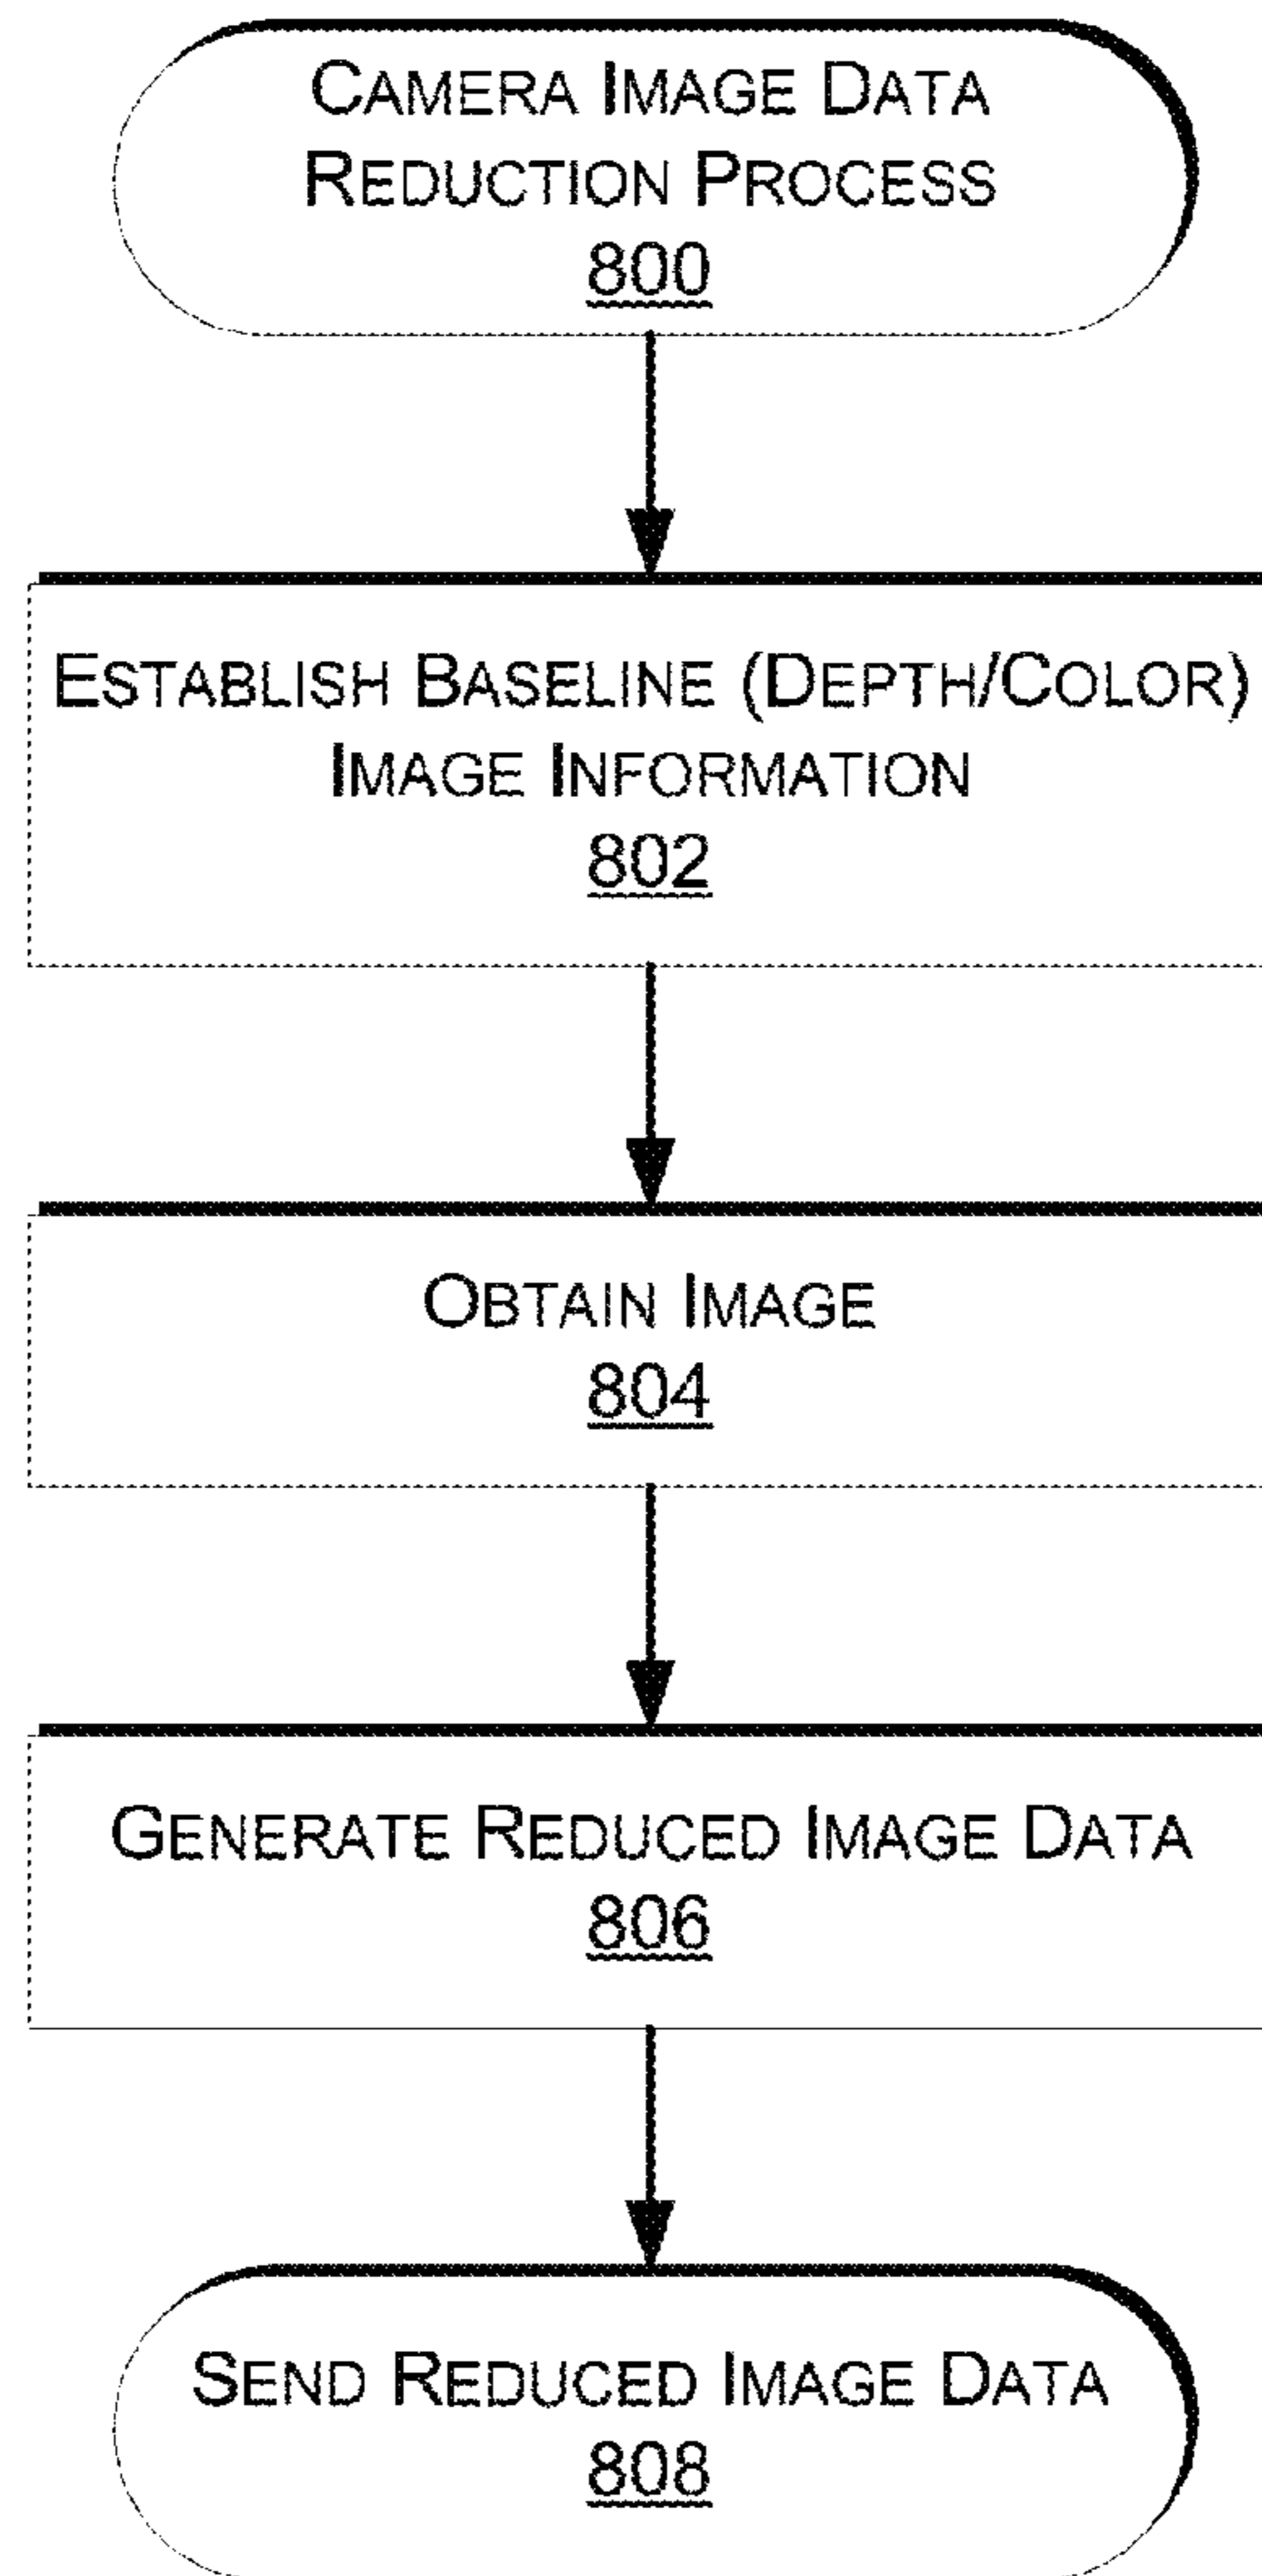 CAMERA IMAGE DATA
REDUCTION PROCESS
800
ESTABLISH BASELINE (DEPTH/COLOR)
IMAGE INFORMATION
802
OBTAIN IMAGE
804
GENERATE REDUCED IMAGE DATA
806
SEND REDUCED IMAGE DATA
808